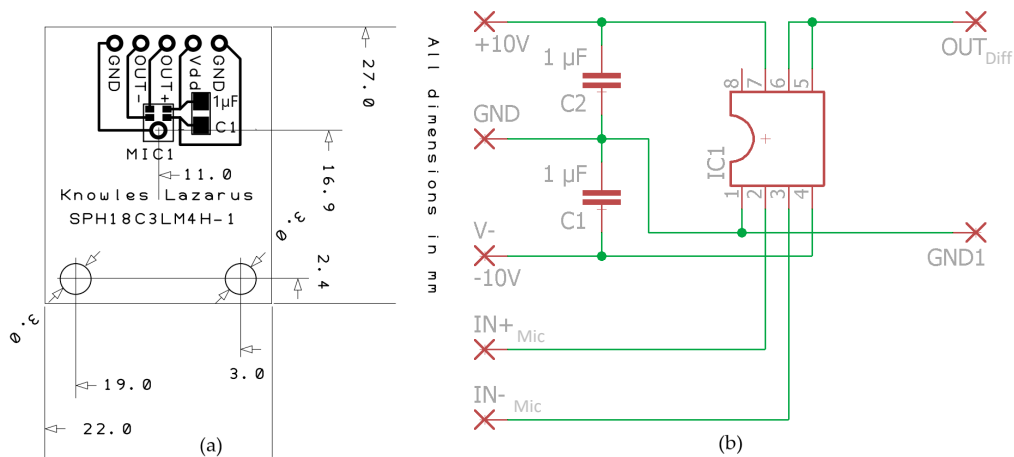 GND
OUT-
OUT+
Vdd
GND
1µF
C1
MIC1
11.0
Knowles Lazarus
SPH18C3LM4H-1
3.0
3.0
19.0
3.0
22.0
27.0
16.9
2.4
All dimensions in mm
(a)
+10V
1 µF
C2
GND
1 µF
C1
V-
-10V
IN+ Mic
IN- Mic
8 7 6 5
IC1
1 2 3 4
OUT Diff
GND1
(b)